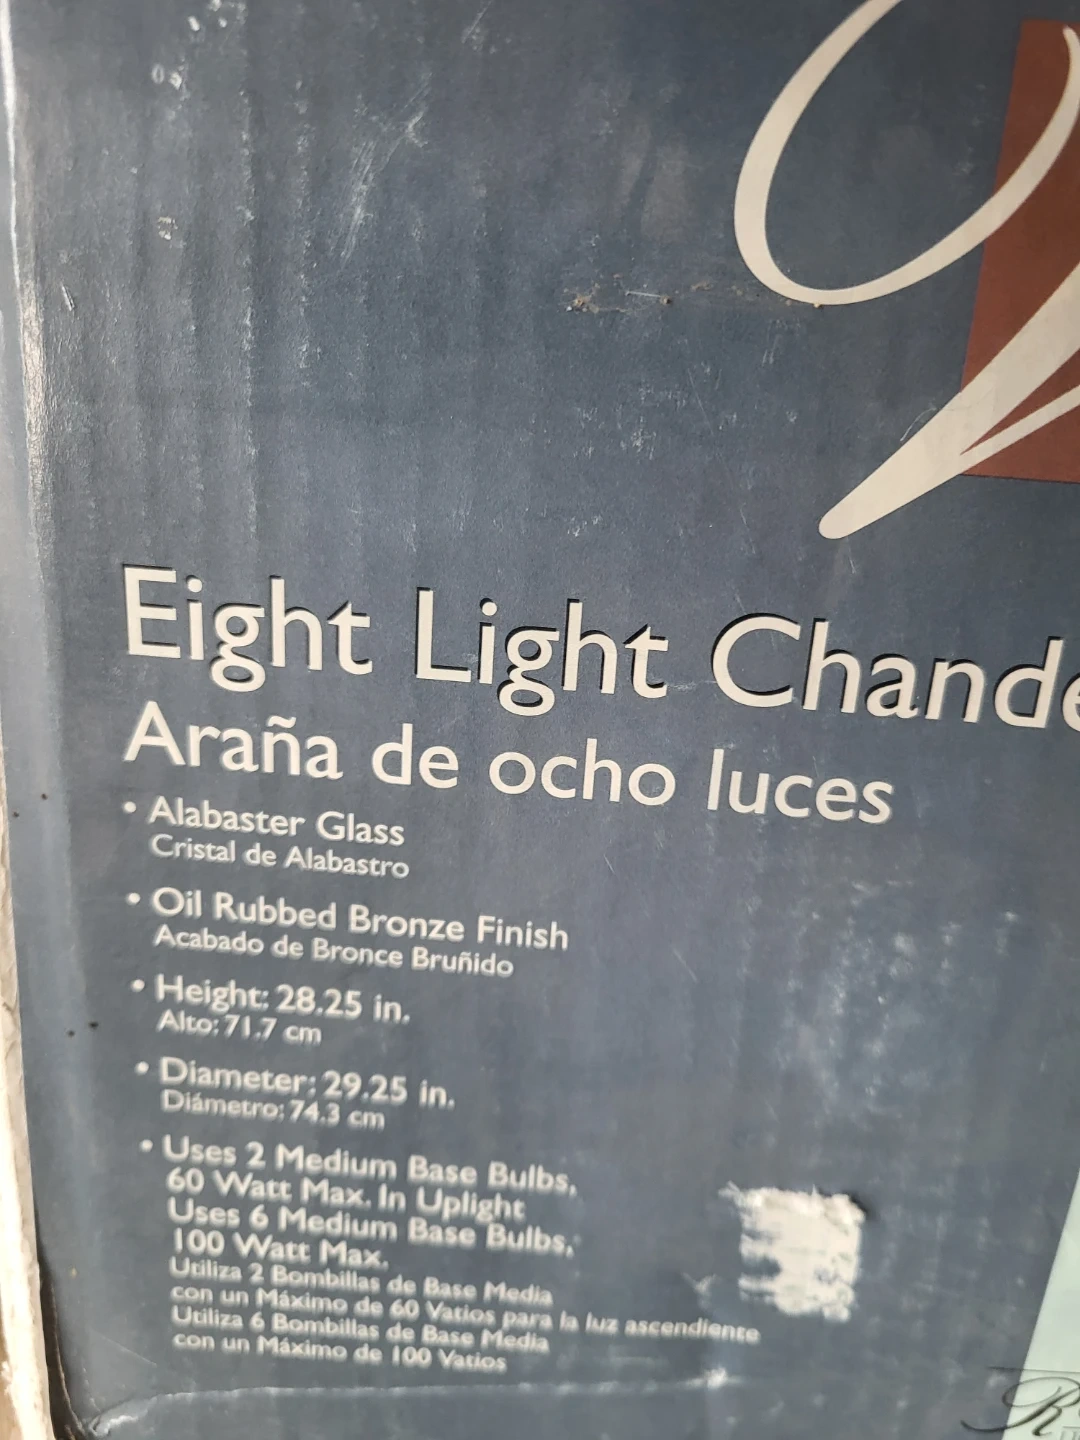 Eight Light Chande
Araña de ocho luces
• Alabaster Glass
Cristal de Alabastro
• Oil Rubbed Bronze Finish
Acabado de Bronce Bruñido
• Height: 28.25 in.
Alto: 71.7 cm
• Diameter: 29.25 in.
Diámetro: 74.3 cm
• Uses 2 Medium Base Bulbs,
60 Watt Max. In Uplight
Uses 6 Medium Base Bulbs,
100 Watt Max.
Utiliza 2 Bombillas de Base Media
con un Máximo de 60 Vatios para la luz ascendiente
Utiliza 6 Bombillas de Base Media
con un Máximo de 100 Vatios